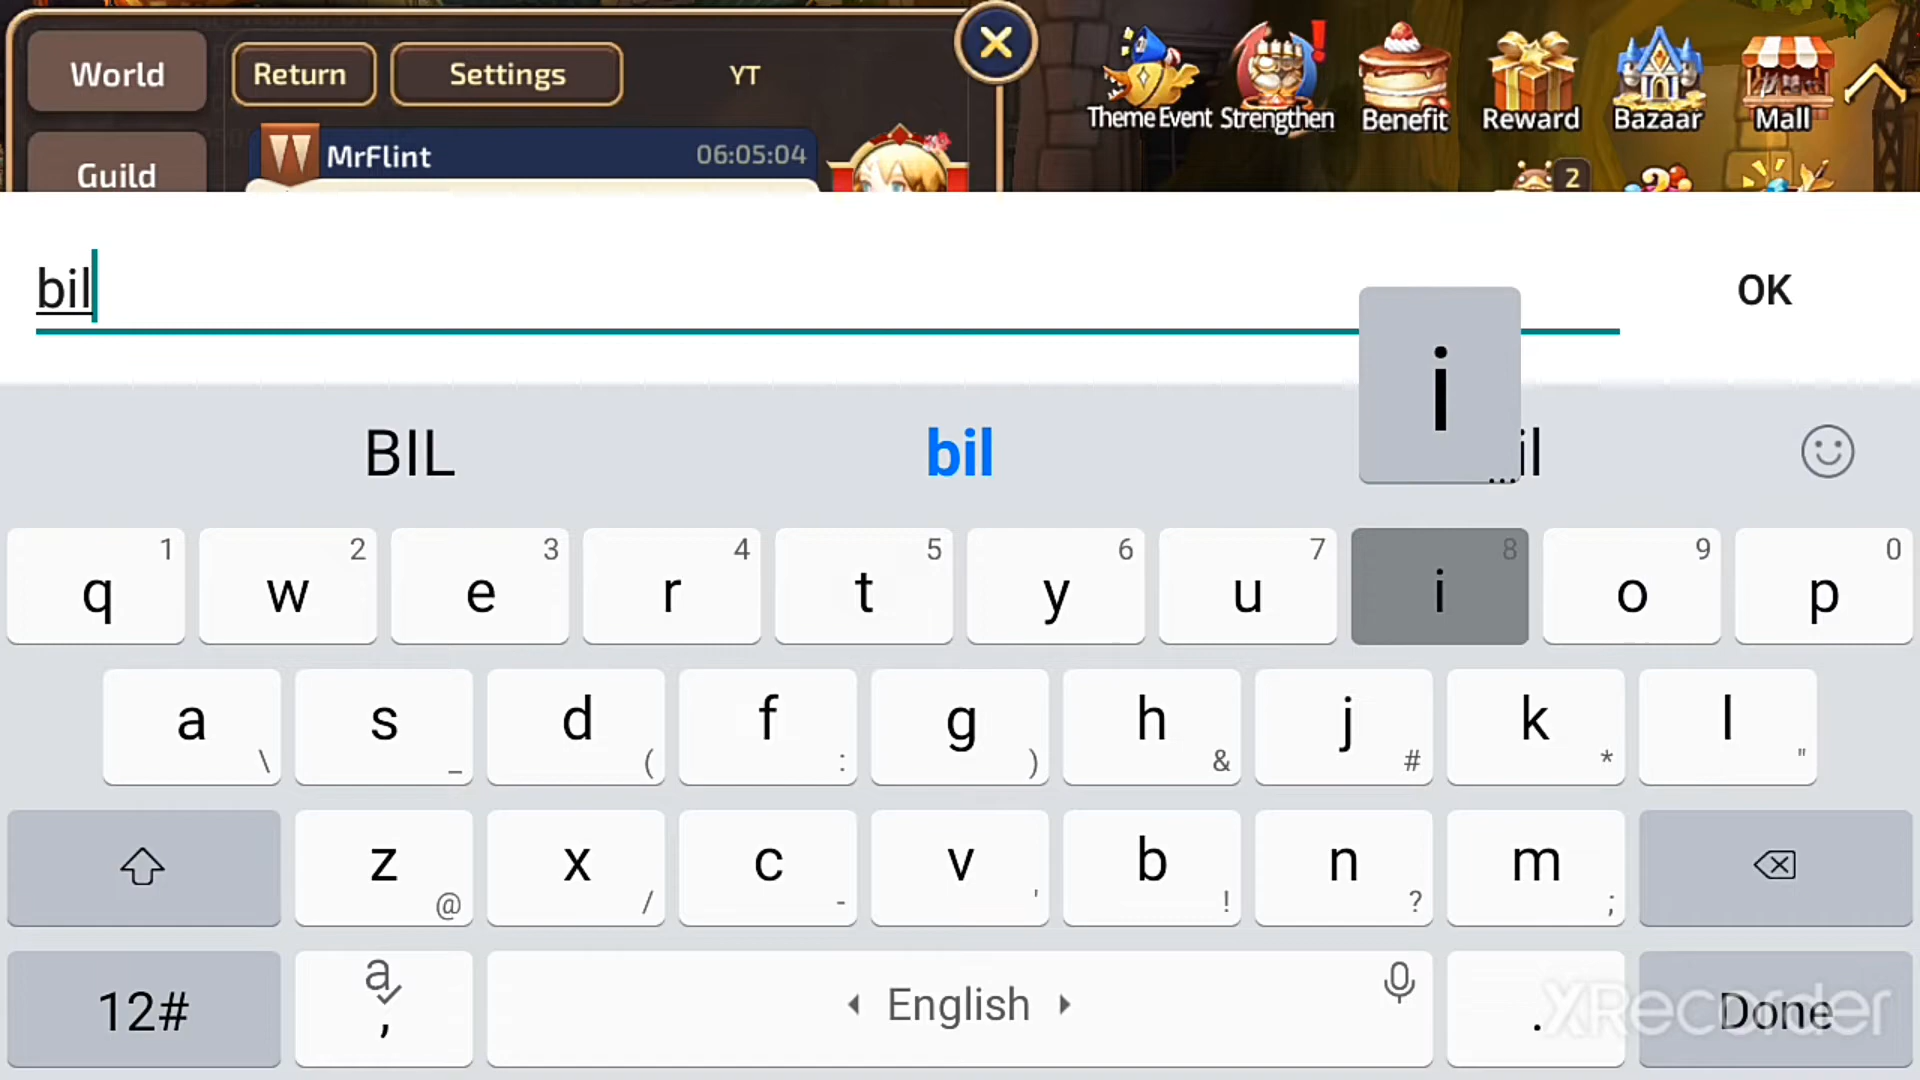 World
Return
Settings
YT
Theme Event
Strengthen
Benefit
Reward
Bazaar
Mall
Guild
MrFlint
06:05:04
2
bil
OK
i
BIL
bil
...il
q 1
w 2
e 3
r 4
t 5
y 6
u 7
i 8
o 9
p 0
a \
s _
d (
f :
g )
h &
j #
k *
l "
z @
x /
c -
v '
b !
n ?
m ;
12#
a
,
English
.
Done
XRecorder